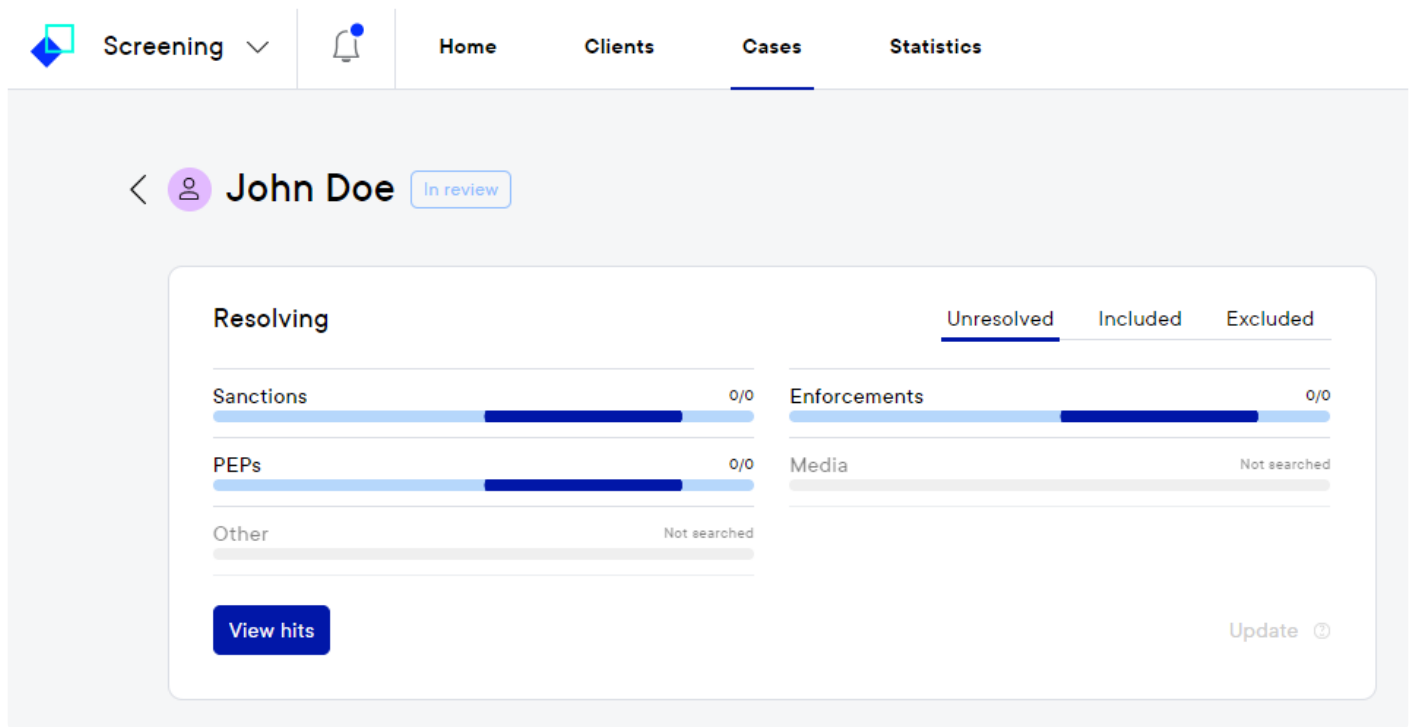 Screening Home Clients Cases Statistics
John Doe In review
Resolving Unresolved Included Excluded
Sanctions 0/0 Enforcements 0/0
PEPs 0/0 Media Not searched
Other Not searched
View hits Update ?